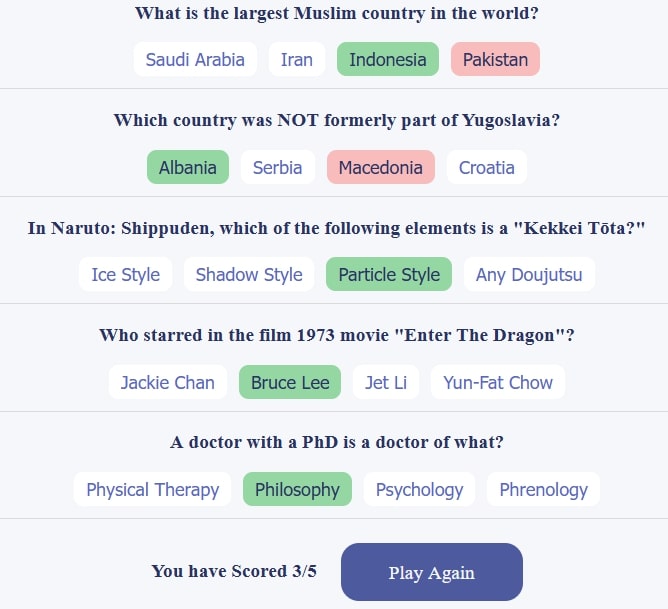 What is the largest Muslim country in the world?
Saudi Arabia Iran Indonesia Pakistan
Which country was NOT formerly part of Yugoslavia?
Albania Serbia Macedonia Croatia
In Naruto: Shippuden, which of the following elements is a "Kekkei Tōta?"
Ice Style Shadow Style Particle Style Any Doujutsu
Who starred in the film 1973 movie "Enter The Dragon"?
Jackie Chan Bruce Lee Jet Li Yun-Fat Chow
A doctor with a PhD is a doctor of what?
Physical Therapy Philosophy Psychology Phrenology
You have Scored 3/5 Play Again